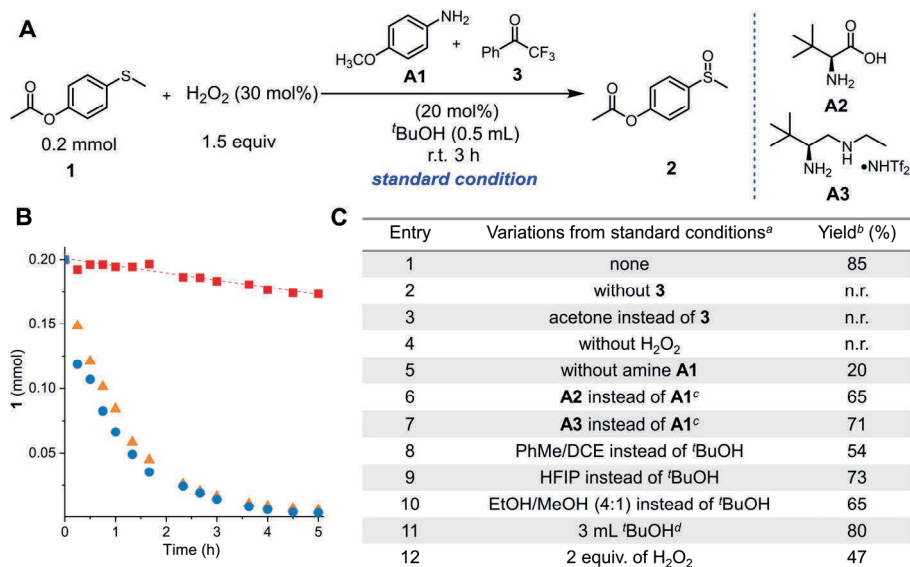 A
NH2
O
Ph
CF3
OCH3
A1
+
3
S
O
O
0.2 mmol
1
+
H2O2 (30 mol%)
1.5 equiv
(20 mol%)
tBuOH (0.5 mL)
r.t. 3 h
standard condition
O
S
O
O
2
O
OH
NH2
A2
N
H
NH2
•NHTf2
A3
B
1 (mmol)
0.20
0.15
0.10
0.05
0 1 2 3 4 5
Time (h)
C
Entry Variations from standard conditionsa Yieldb (%)
1 none 85
2 without 3 n.r.
3 acetone instead of 3 n.r.
4 without H2O2 n.r.
5 without amine A1 20
6 A2 instead of A1c 65
7 A3 instead of A1c 71
8 PhMe/DCE instead of tBuOH 54
9 HFIP instead of tBuOH 73
10 EtOH/MeOH (4:1) instead of tBuOH 65
11 3 mL tBuOHd 80
12 2 equiv. of H2O2 47